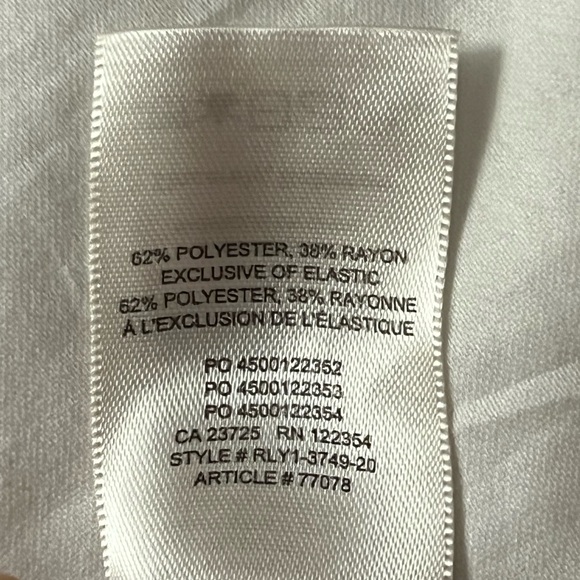 62% POLYESTER, 38% RAYON
EXCLUSIVE OF ELASTIC
62% POLYESTER, 38% RAYONNE
À L'EXCLUSION DE L'ÉLASTIQUE
PO 4500122352
PO 4500122353
PO 4500122354
CA 23725 RN 122354
STYLE # RLY1-3749-20
ARTICLE # 77078